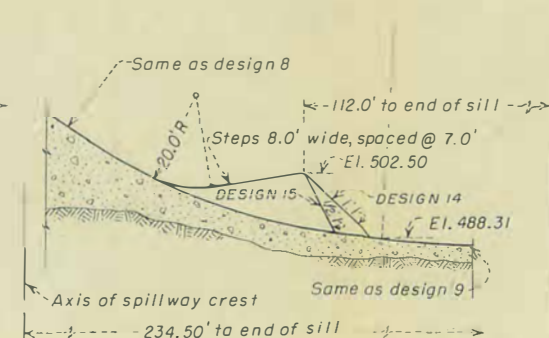 Same as design 8
112.0' to end of sill
20.0'R
Steps 8.0' wide, spaced @ 7.0'
El. 502.50
DESIGN 15
DESIGN 14
1:1
El. 488.31
Same as design 9
Axis of spillway crest
234.50' to end of sill